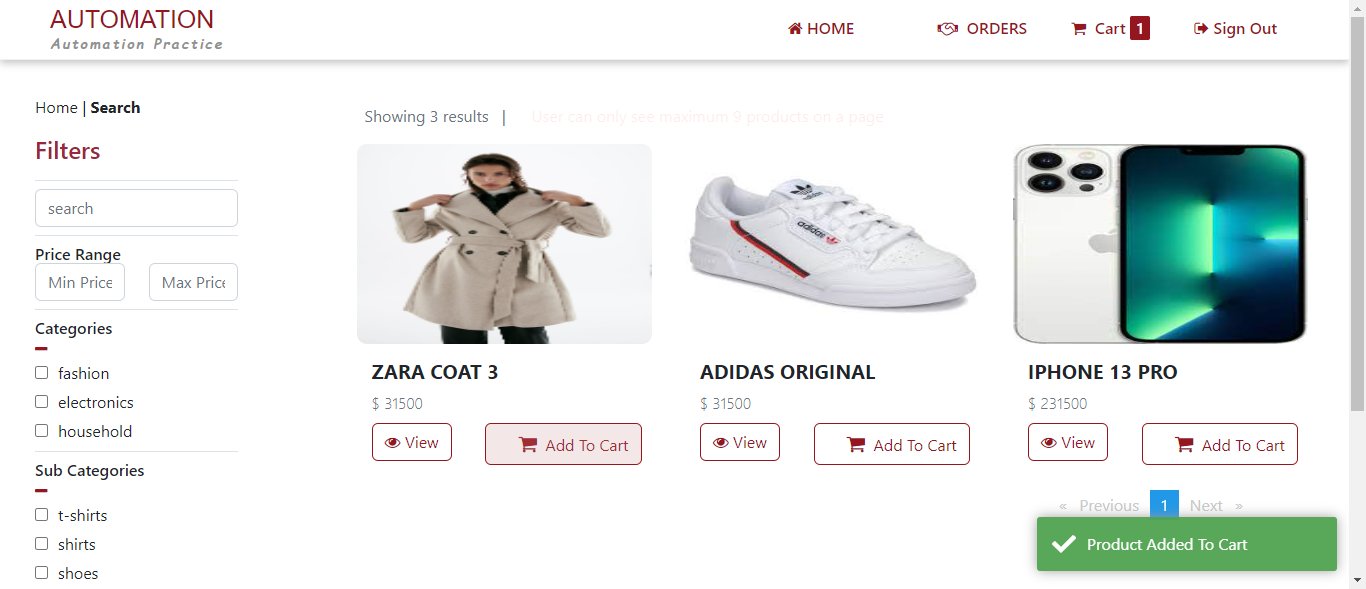 AUTOMATION
Automation Practice
HOME
ORDERS
Cart 1
Sign Out
Home | Search
Filters
search
Price Range
Min Price Max Price
Categories
fashion
electronics
household
Sub Categories
t-shirts
shirts
shoes
Showing 3 results | User can only see maximum 9 products on a page
adidas
ZARA COAT 3
$ 31500
View Add To Cart
ADIDAS ORIGINAL
$ 31500
View Add To Cart
IPHONE 13 PRO
$ 231500
View Add To Cart
« Previous 1 Next »
Product Added To Cart